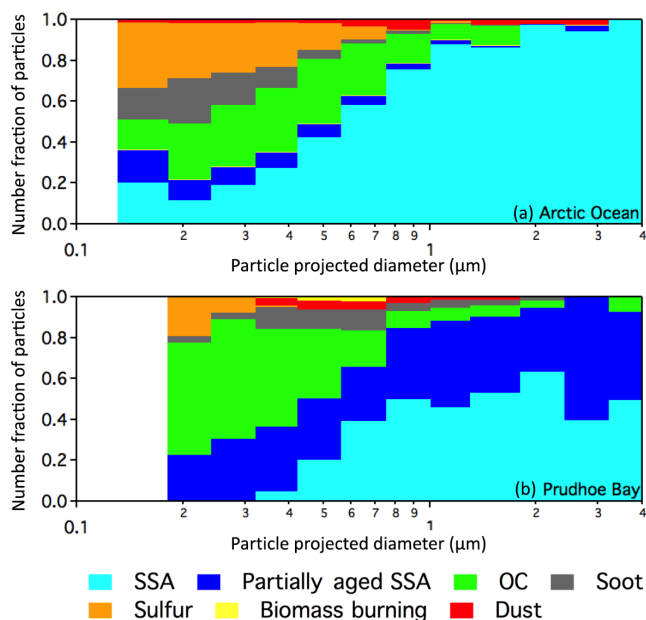 Number fraction of particles
1.0
0.8
0.6
0.4
0.2
0.0
(a) Arctic Ocean
0.1 2 3 4 5 6 7 8 9 1 2 3 4
Particle projected diameter (µm)
Number fraction of particles
1.0
0.8
0.6
0.4
0.2
0.0
(b) Prudhoe Bay
0.1 2 3 4 5 6 7 8 9 1 2 3 4
Particle projected diameter (µm)
SSA Partially aged SSA OC Soot
Sulfur Biomass burning Dust